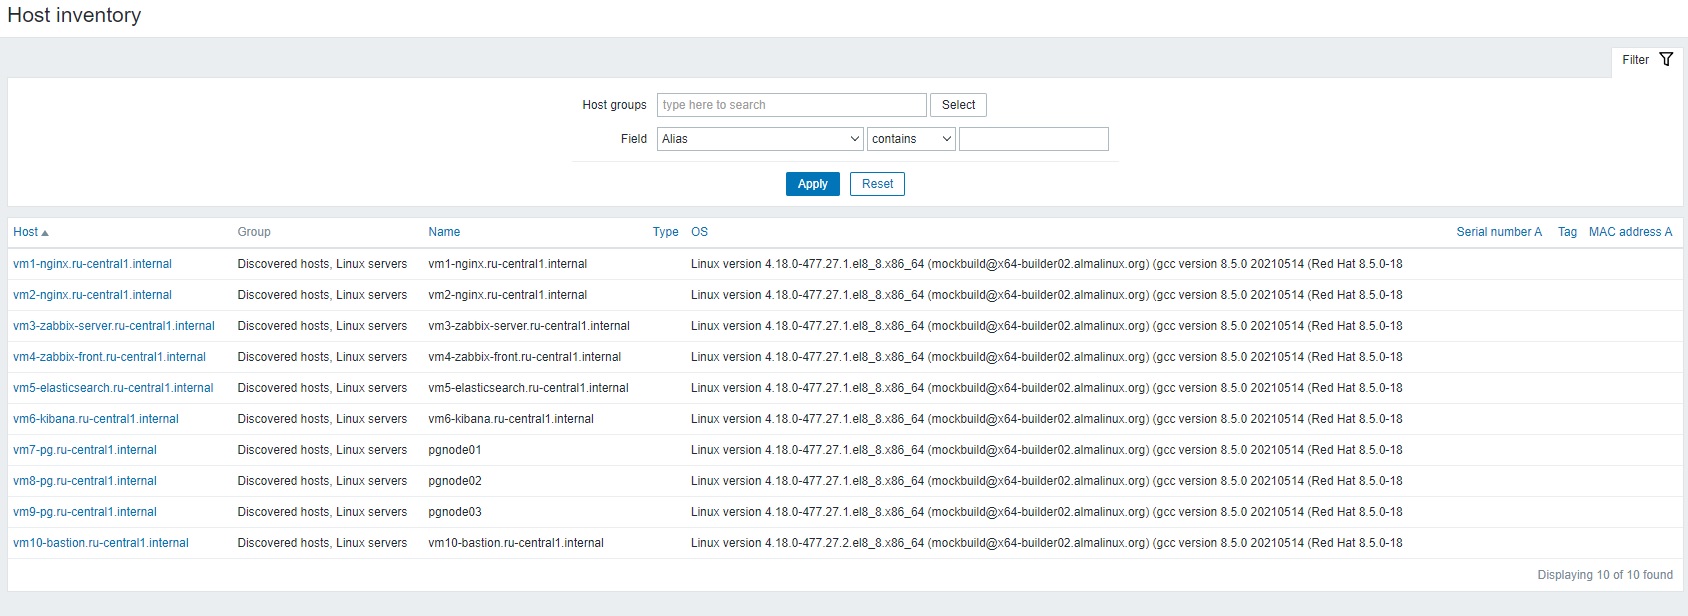 Host inventory
Filter
Host groups type here to search Select
Field Alias contains
Apply Reset
Host Group Name Type OS Serial number A Tag MAC address A
vm1-nginx.ru-central1.internal Discovered hosts, Linux servers vm1-nginx.ru-central1.internal Linux version 4.18.0-477.27.1.el8_8.x86_64 (mockbuild@x64-builder02.almalinux.org) (gcc version 8.5.0 20210514 (Red Hat 8.5.0-18
vm2-nginx.ru-central1.internal Discovered hosts, Linux servers vm2-nginx.ru-central1.internal Linux version 4.18.0-477.27.1.el8_8.x86_64 (mockbuild@x64-builder02.almalinux.org) (gcc version 8.5.0 20210514 (Red Hat 8.5.0-18
vm3-zabbix-server.ru-central1.internal Discovered hosts, Linux servers vm3-zabbix-server.ru-central1.internal Linux version 4.18.0-477.27.1.el8_8.x86_64 (mockbuild@x64-builder02.almalinux.org) (gcc version 8.5.0 20210514 (Red Hat 8.5.0-18
vm4-zabbix-front.ru-central1.internal Discovered hosts, Linux servers vm4-zabbix-front.ru-central1.internal Linux version 4.18.0-477.27.1.el8_8.x86_64 (mockbuild@x64-builder02.almalinux.org) (gcc version 8.5.0 20210514 (Red Hat 8.5.0-18
vm5-elasticsearch.ru-central1.internal Discovered hosts, Linux servers vm5-elasticsearch.ru-central1.internal Linux version 4.18.0-477.27.1.el8_8.x86_64 (mockbuild@x64-builder02.almalinux.org) (gcc version 8.5.0 20210514 (Red Hat 8.5.0-18
vm6-kibana.ru-central1.internal Discovered hosts, Linux servers vm6-kibana.ru-central1.internal Linux version 4.18.0-477.27.1.el8_8.x86_64 (mockbuild@x64-builder02.almalinux.org) (gcc version 8.5.0 20210514 (Red Hat 8.5.0-18
vm7-pg.ru-central1.internal Discovered hosts, Linux servers pgnode01 Linux version 4.18.0-477.27.1.el8_8.x86_64 (mockbuild@x64-builder02.almalinux.org) (gcc version 8.5.0 20210514 (Red Hat 8.5.0-18
vm8-pg.ru-central1.internal Discovered hosts, Linux servers pgnode02 Linux version 4.18.0-477.27.1.el8_8.x86_64 (mockbuild@x64-builder02.almalinux.org) (gcc version 8.5.0 20210514 (Red Hat 8.5.0-18
vm9-pg.ru-central1.internal Discovered hosts, Linux servers pgnode03 Linux version 4.18.0-477.27.1.el8_8.x86_64 (mockbuild@x64-builder02.almalinux.org) (gcc version 8.5.0 20210514 (Red Hat 8.5.0-18
vm10-bastion.ru-central1.internal Discovered hosts, Linux servers vm10-bastion.ru-central1.internal Linux version 4.18.0-477.27.2.el8_8.x86_64 (mockbuild@x64-builder02.almalinux.org) (gcc version 8.5.0 20210514 (Red Hat 8.5.0-18
Displaying 10 of 10 found